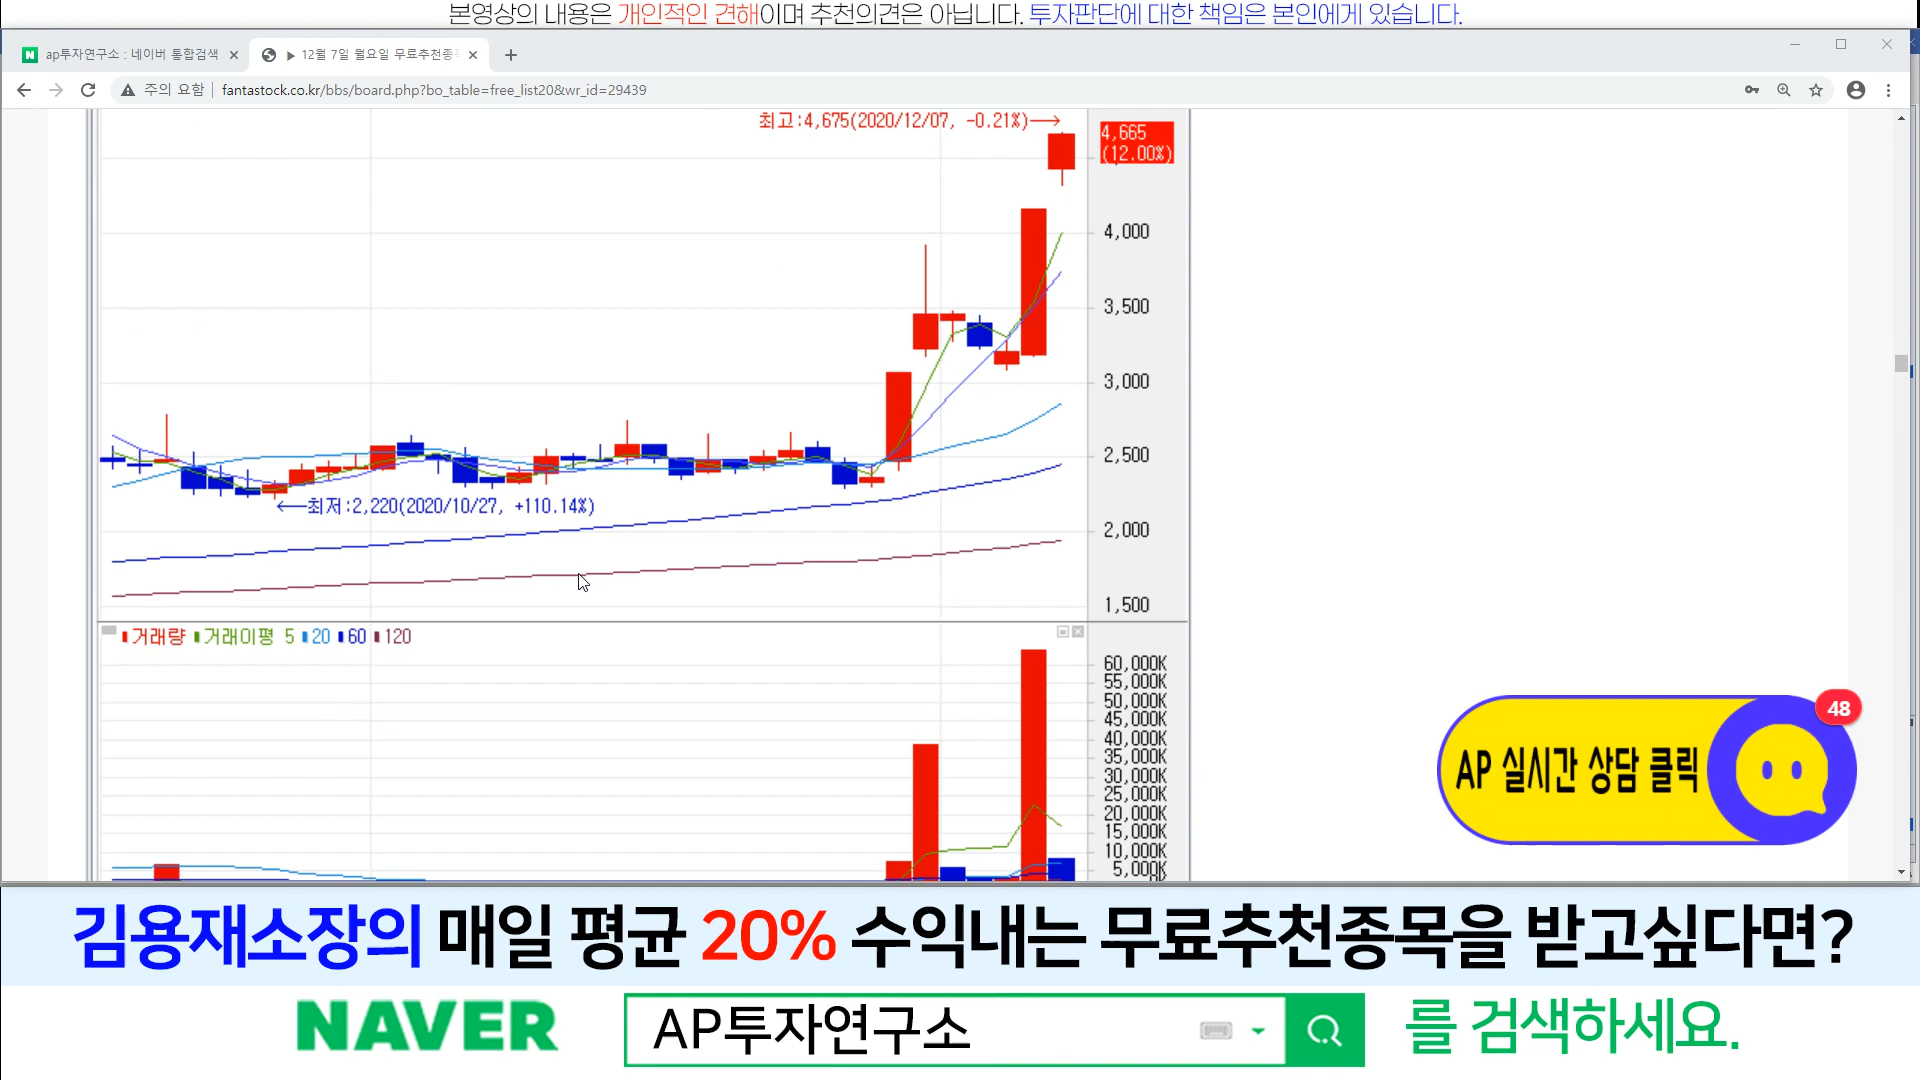 본영상의 내용은 개인적인 견해이며 추천의견은 아닙니다. 투자판단에 대한 책임은 본인에게 있습니다.
ap투자연구소 : 네이버 통합검색
▶ 12월 7일 월요일 무료추천종
주의 요함 | fantastock.co.kr/bbs/board.php?bo_table=free_list20&wr_id=29439
최고:4,675(2020/12/07, -0.21%)
4,665
(12.00%)
4,000
3,500
3,000
2,500
최저:2,220(2020/10/27, +110.14%)
2,000
1,500
거래량 거래이평 5 20 60 120
60,000K
55,000K
50,000K
45,000K
40,000K
35,000K
30,000K
25,000K
20,000K
15,000K
10,000K
5,000K
48
AP 실시간 상담 클릭
김용재소장의 매일 평균 20% 수익내는 무료추천종목을 받고싶다면?
NAVER AP투자연구소 를 검색하세요.